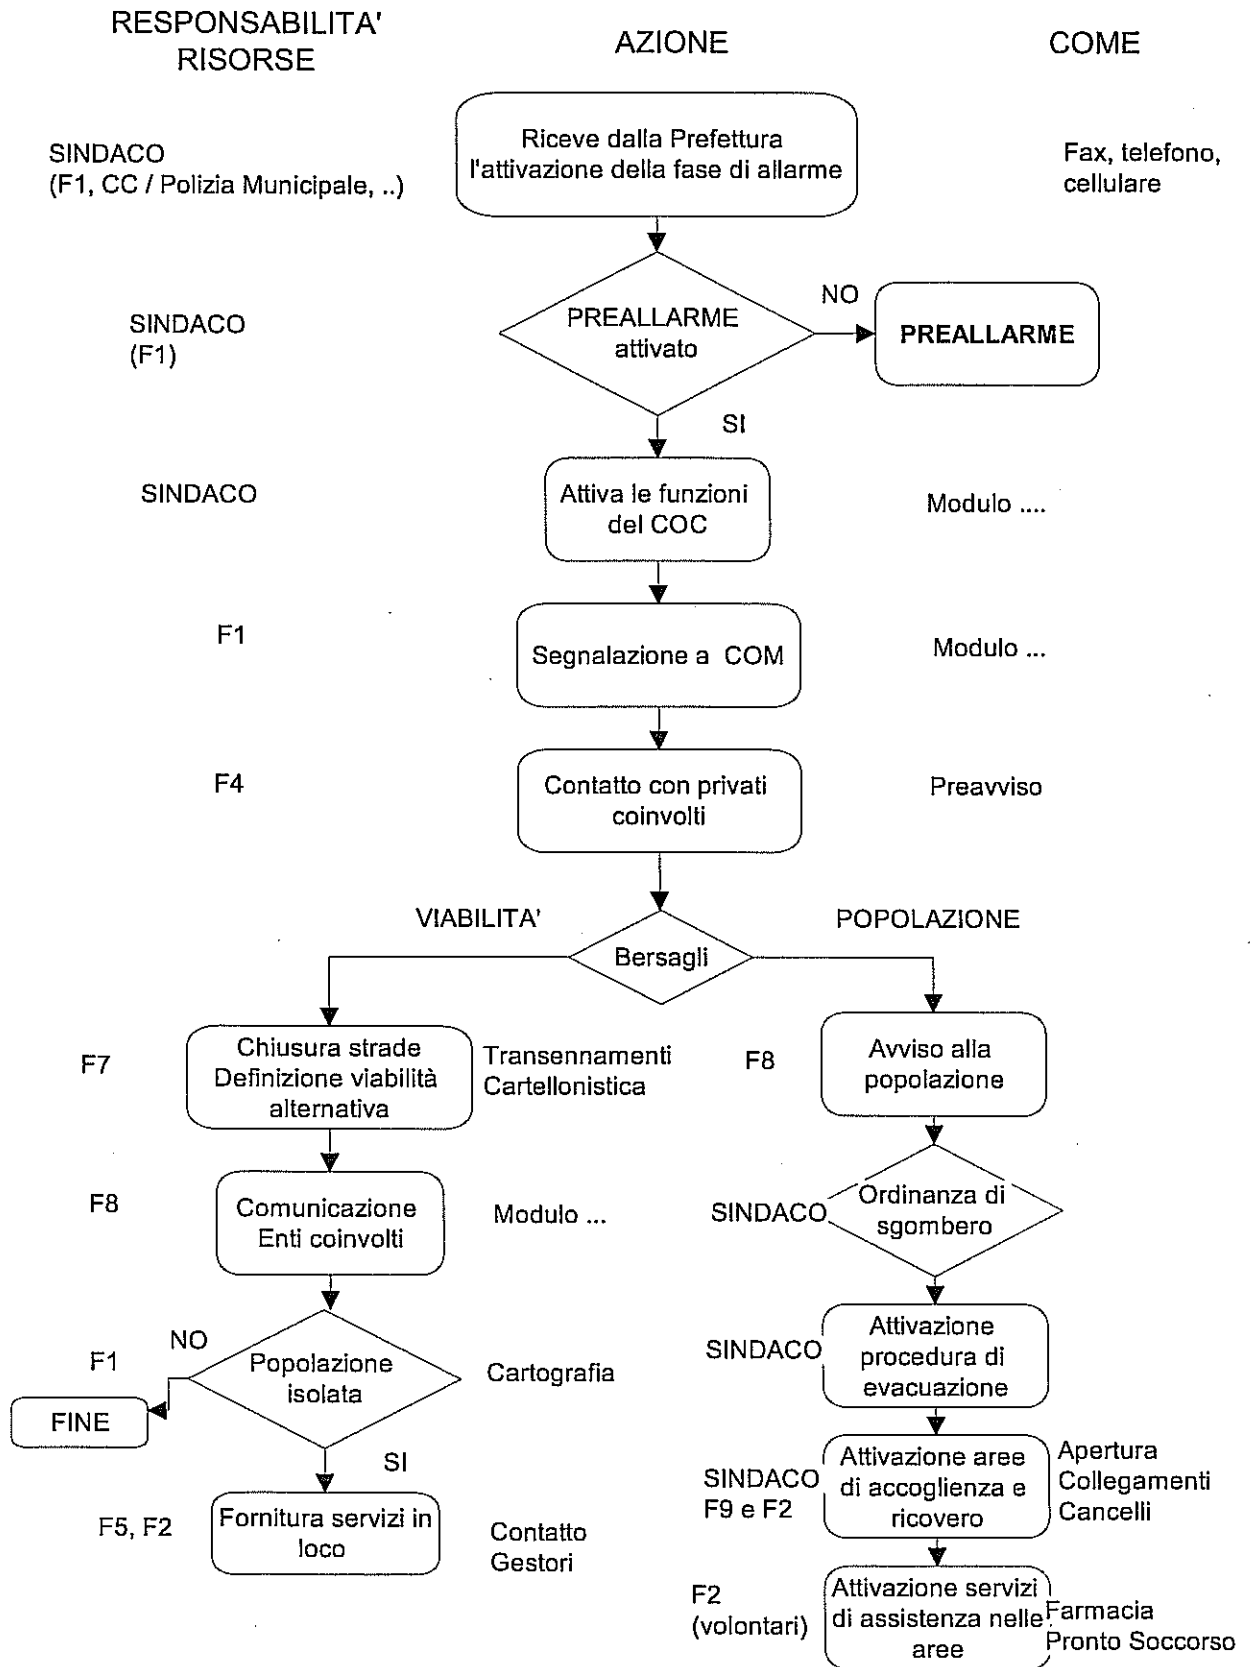 RESPONSABILITA'
RISORSE
AZIONE
COME
SINDACO
(F1, CC / Polizia Municipale, ..)
Riceve dalla Prefettura
l'attivazione della fase di allarme
Fax, telefono,
cellulare
SINDACO
(F1)
PREALLARME
attivato
NO
PREALLARME
SI
SINDACO
Attiva le funzioni
del COC
Modulo ....
F1
Segnalazione a COM
Modulo ...
F4
Contatto con privati
coinvolti
Preavviso
VIABILITA'
Bersagli
POPOLAZIONE
F7
Chiusura strade
Definizione viabilità
alternativa
Transennamenti
Cartellonistica
F8
Avviso alla
popolazione
F8
Comunicazione
Enti coinvolti
Modulo ...
SINDACO
Ordinanza di
sgombero
F1
NO
Popolazione
isolata
Cartografia
FINE
SI
SINDACO
Attivazione
procedura di
evacuazione
F5, F2
Fornitura servizi in
loco
Contatto
Gestori
SINDACO
F9 e F2
Attivazione aree
di accoglienza e
ricovero
Apertura
Collegamenti
Cancelli
F2
(volontari)
Attivazione servizi
di assistenza nelle
aree
Farmacia
Pronto Soccorso